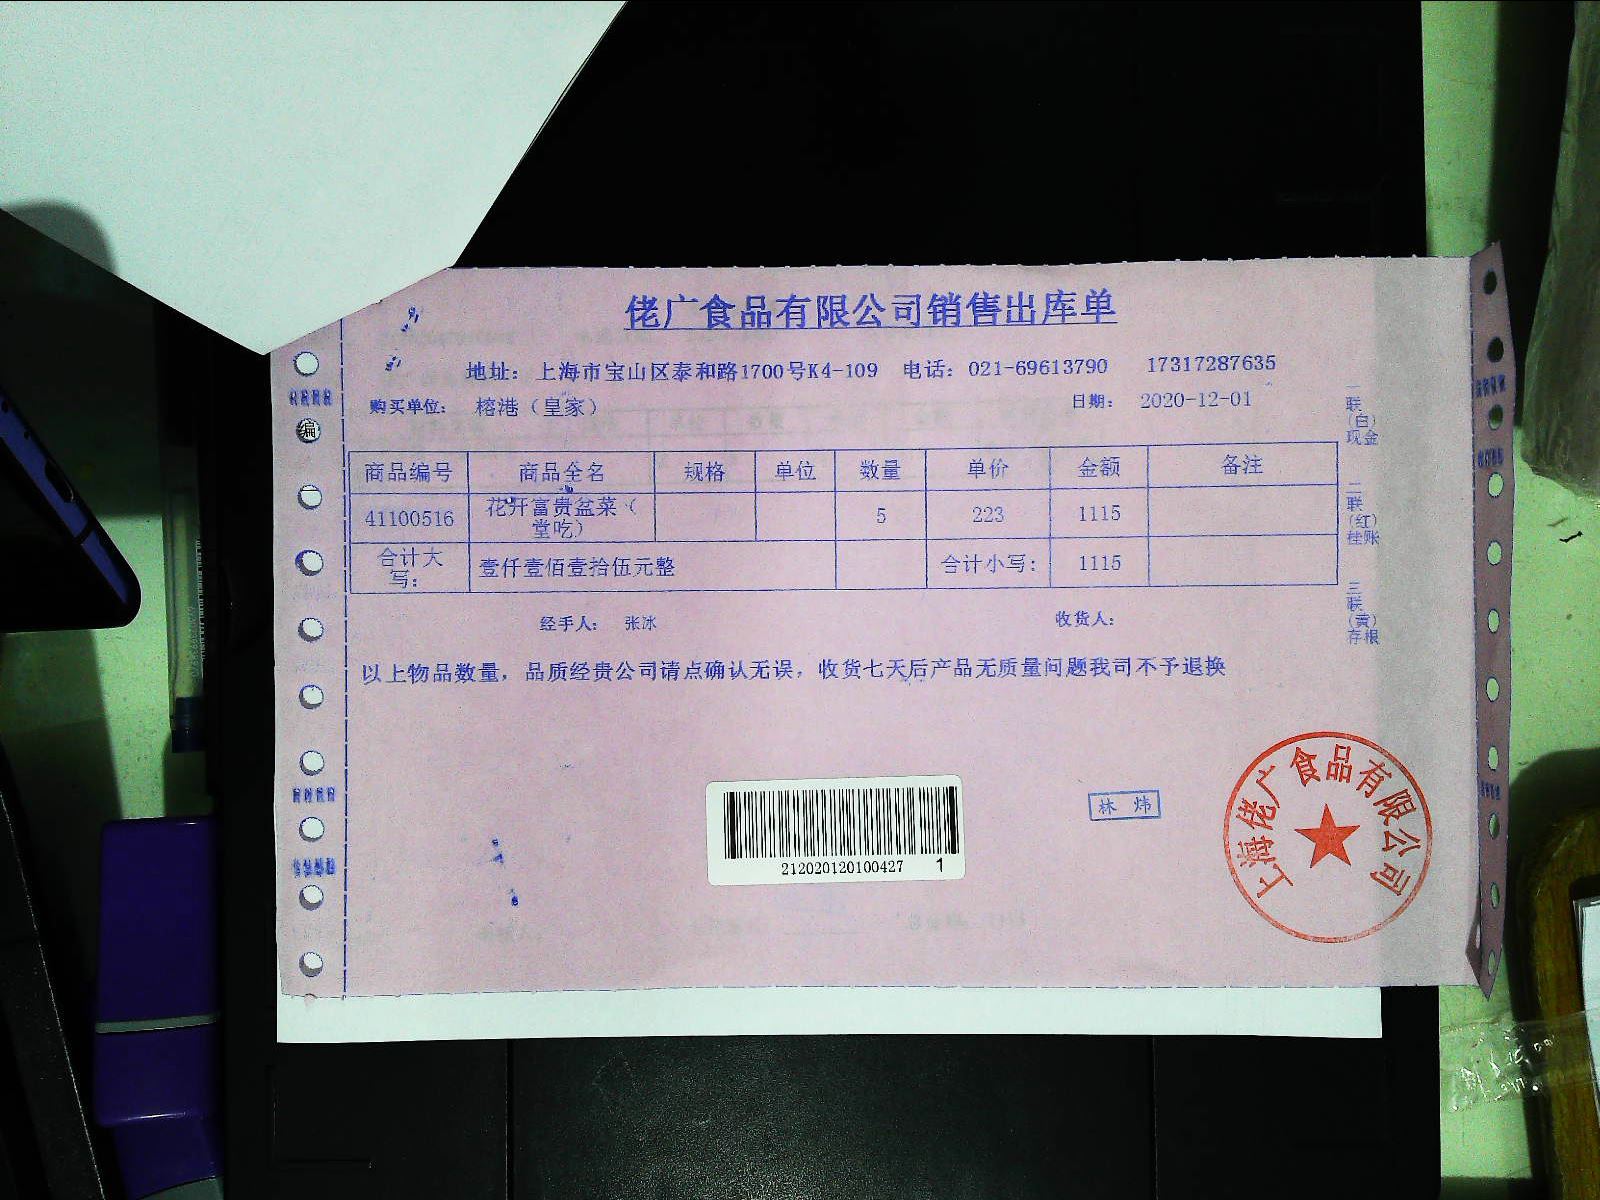 佬广食品有限公司销售出库单
地址：上海市宝山区泰和路1700号K4-109 电话：021-69613790 17317287635
购买单位： 榕港（皇家） 日期： 2020-12-01
商品编号 商品全名 规格 单位 数量 单价 金额 备注
41100516 花开富贵盆菜（堂吃） 5 223 1115
合计大写： 壹仟壹佰壹拾伍元整 合计小写: 1115
经手人： 张冰 收货人：
以上物品数量，品质经贵公司请点确认无误，收货七天后产品无质量问题我司不予退换
一联（白）现金
二联（红）挂账
三联（黄）存根
212020120100427 1
林炜
上海佬广食品有限公司